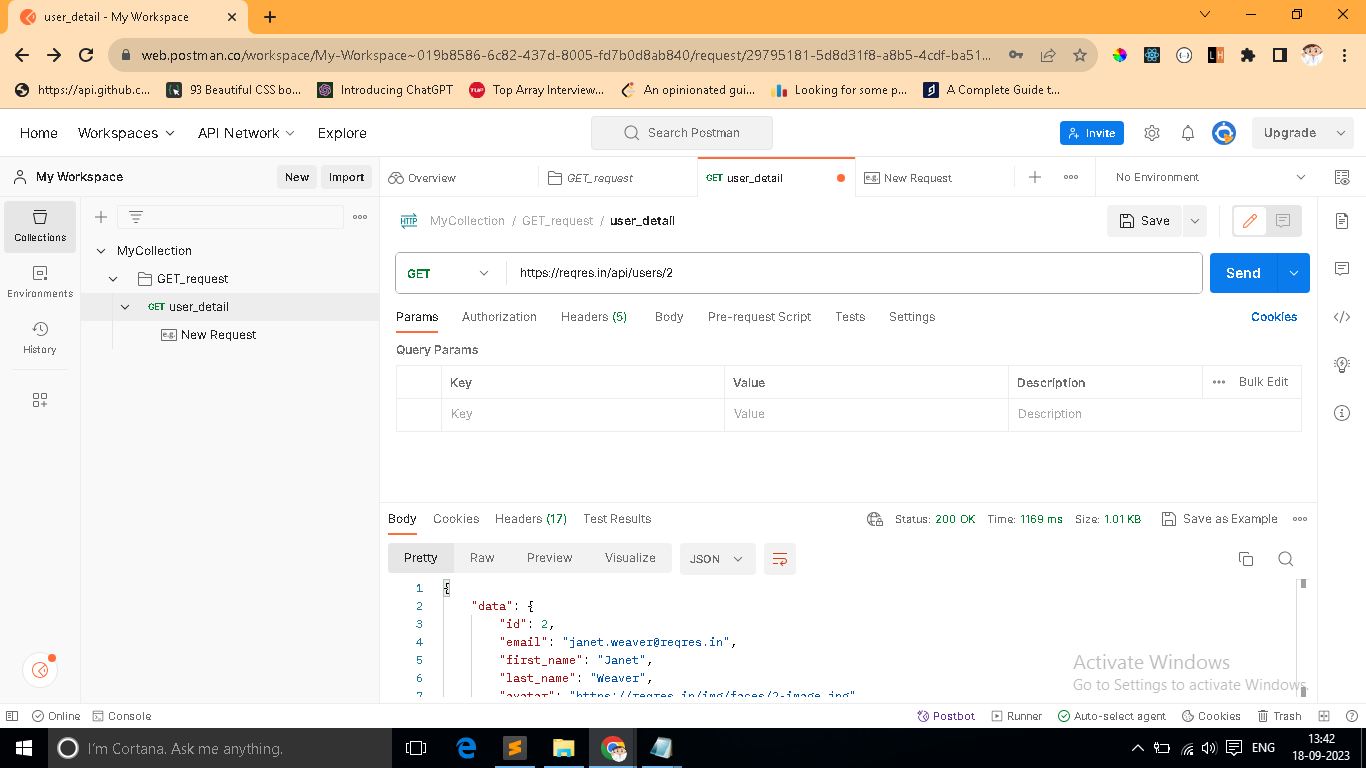 user_detail - My Workspace
web.postman.co/workspace/My-Workspace~019b8586-6c82-437d-8005-fd7b0d8ab840/request/29795181-5d8d31f8-a8b5-4cdf-ba51...
https://api.github.c...
93 Beautiful CSS bo...
Introducing ChatGPT
TUP
Top Array Interview...
An opinionated gui...
Looking for some p...
A Complete Guide t...
Home
Workspaces
API Network
Explore
Search Postman
Invite
Upgrade
My Workspace
New
Import
Overview
GET_request
GET user_detail
e.g. New Request
No Environment
Collections
Environments
History
MyCollection
GET_request
GET user_detail
e.g. New Request
HTTP
MyCollection / GET_request / user_detail
Save
GET
https://reqres.in/api/users/2
Send
Params
Authorization
Headers (5)
Body
Pre-request Script
Tests
Settings
Cookies
Query Params
Key
Value
Description
Bulk Edit
Key
Value
Description
Body
Cookies
Headers (17)
Test Results
Status: 200 OK
Time: 1169 ms
Size: 1.01 KB
Save as Example
Pretty
Raw
Preview
Visualize
JSON
1 {
2 "data": {
3 "id": 2,
4 "email": "janet.weaver@reqres.in",
5 "first_name": "Janet",
6 "last_name": "Weaver",
7 "avatar": "https://reqres.in/img/faces/2-image.jpg"
Activate Windows
Go to Settings to activate Windows.
Online
Console
Postbot
Runner
Auto-select agent
Cookies
Trash
I'm Cortana. Ask me anything.
ENG
13:42
18-09-2023